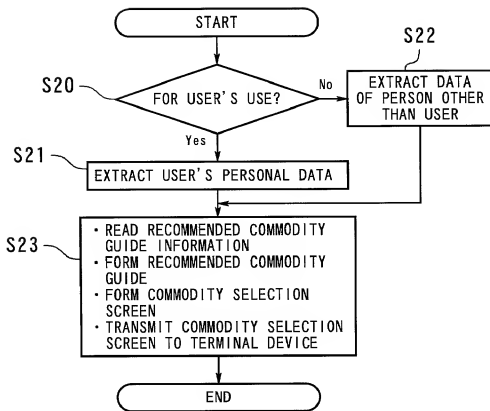 START
S20
FOR USER'S USE?
No
S22
EXTRACT DATA
OF PERSON OTHER
THAN USER
Yes
S21
EXTRACT USER'S PERSONAL DATA
S23
・READ RECOMMENDED COMMODITY
GUIDE INFORMATION
・FORM RECOMMENDED COMMODITY
GUIDE
・FORM COMMODITY SELECTION
SCREEN
・TRANSMIT COMMODITY SELECTION
SCREEN TO TERMINAL DEVICE
END